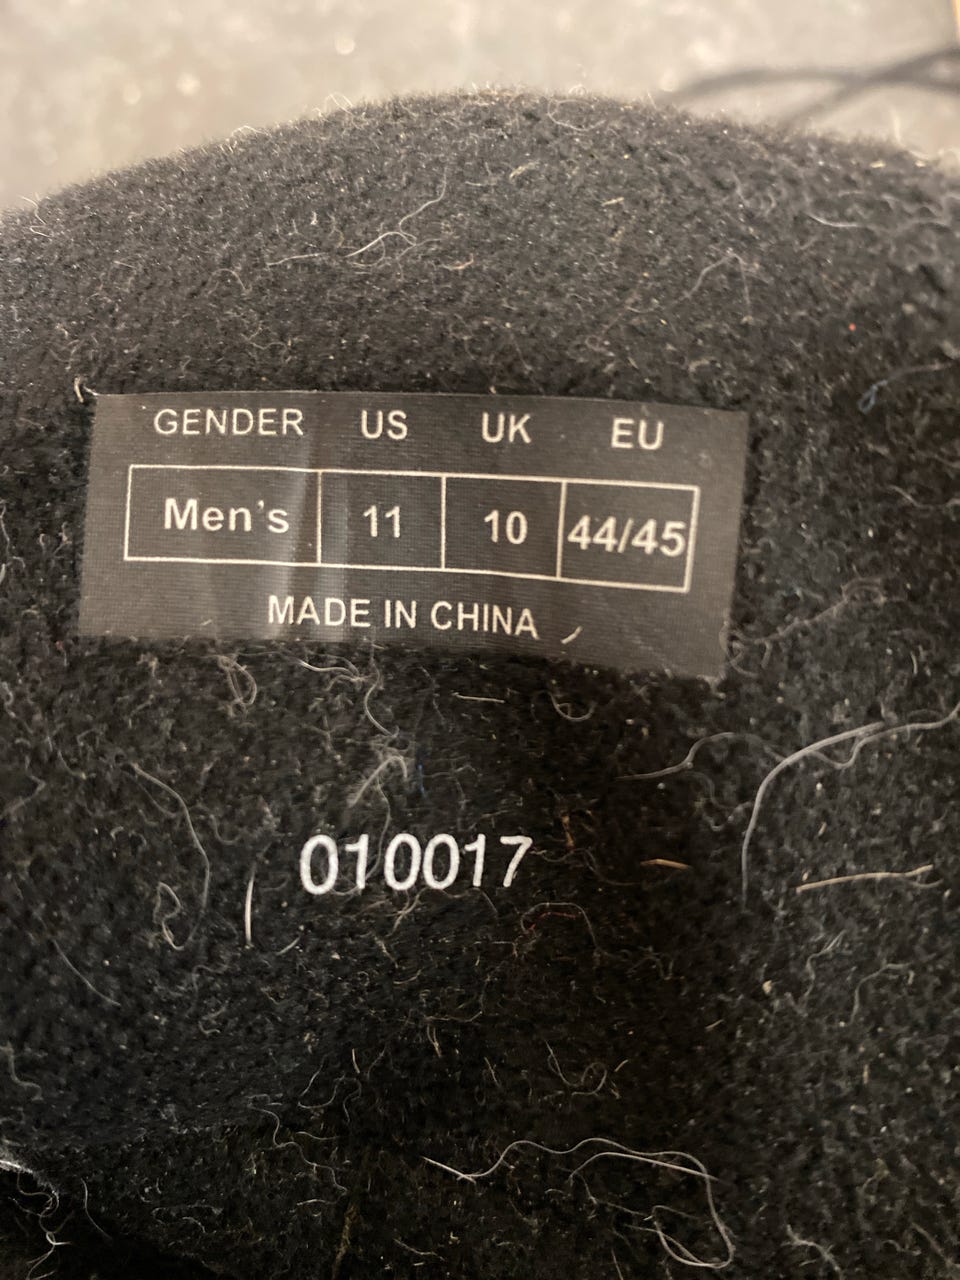 GENDER US UK EU
Men's 11 10 44/45
MADE IN CHINA
010017